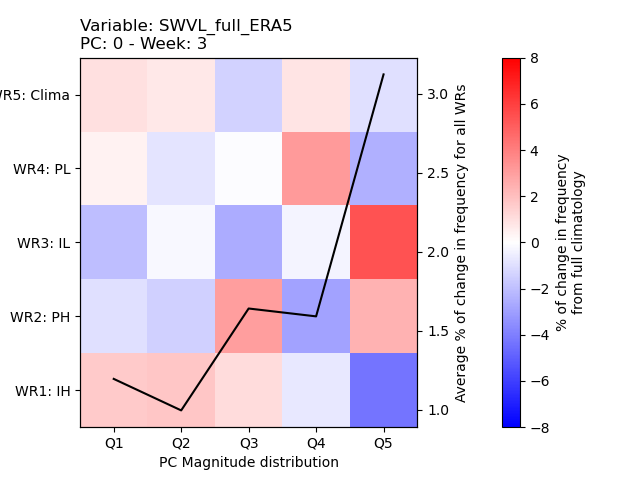 Variable: SWVL_full_ERA5
PC: 0 - Week: 3
WR5: Clima
WR4: PL
WR3: IL
WR2: PH
WR1: IH
Q1 Q2 Q3 Q4 Q5
PC Magnitude distribution
3.0
2.5
2.0
1.5
1.0
Average % of change in frequency for all WRs
8
6
4
2
0
−2
−4
−6
−8
% of change in frequency
from full climatology